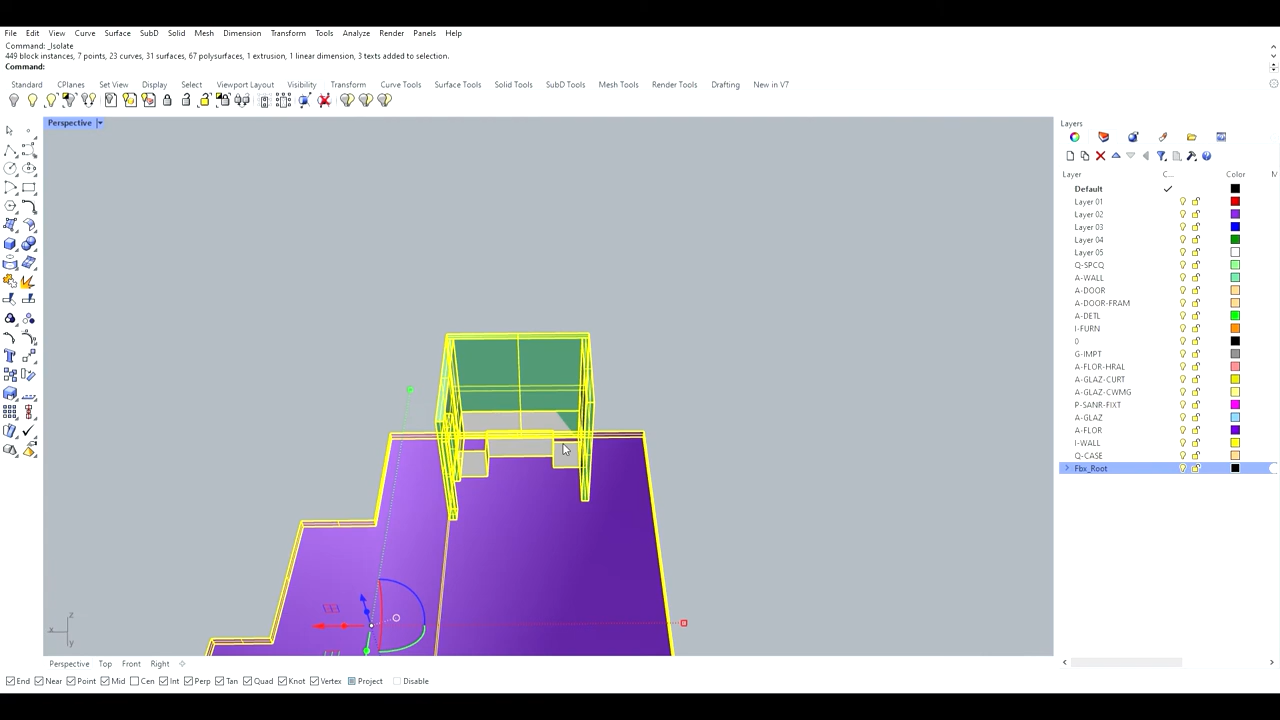 File Edit View Curve Surface SubD Solid Mesh Dimension Transform Tools Analyze Render Panels Help
Command: _Isolate
449 block instances, 7 points, 23 curves, 31 surfaces, 67 polysurfaces, 1 extrusion, 1 linear dimension, 3 texts added to selection.
Command:
Standard CPlanes Set View Display Select Viewport Layout Visibility Transform Curve Tools Surface Tools Solid Tools SubD Tools Mesh Tools Render Tools Drafting New in V7
Perspective
Layers
Layer C... Color M
Default
Layer 01
Layer 02
Layer 03
Layer 04
Layer 05
Q-SPCQ
A-WALL
A-DOOR
A-DOOR-FRAM
A-DETL
I-FURN
0
G-IMPT
A-FLOR-HRAL
A-GLAZ-CURT
A-GLAZ-CWMG
P-SANR-FIXT
A-GLAZ
A-FLOR
I-WALL
Q-CASE
Fbx_Root
z
x
y
Perspective Top Front Right
End Near Point Mid Cen Int Perp Tan Quad Knot Vertex Project Disable